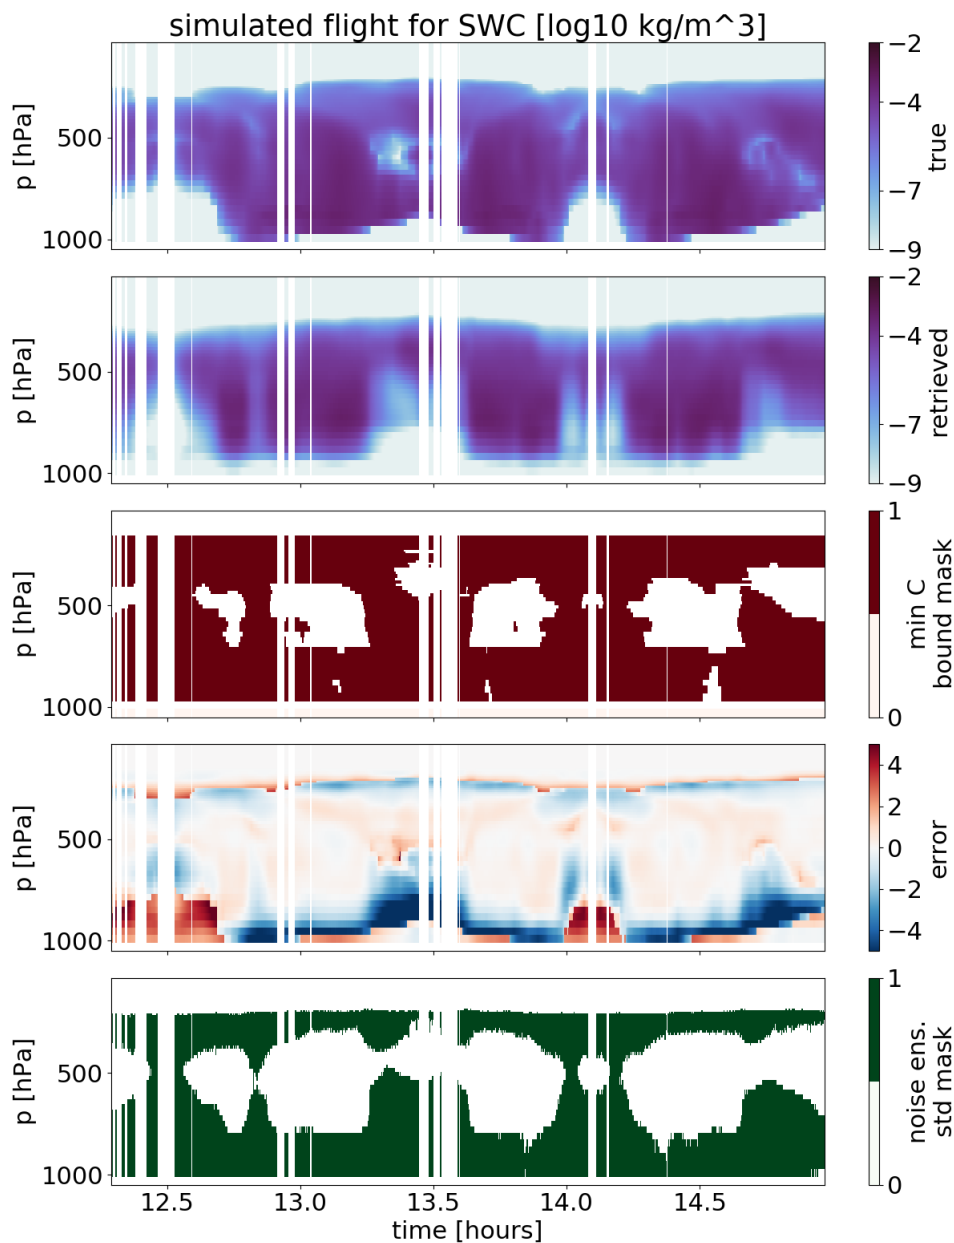 simulated flight for SWC [log10 kg/m^3]
p [hPa]
500
1000
−2
−4
−7
−9
true
p [hPa]
500
1000
−2
−4
−7
−9
retrieved
p [hPa]
500
1000
1
0
min C
bound mask
p [hPa]
500
1000
4
2
0
−2
−4
error
p [hPa]
500
1000
1
0
noise ens.
std mask
12.5 13.0 13.5 14.0 14.5
time [hours]